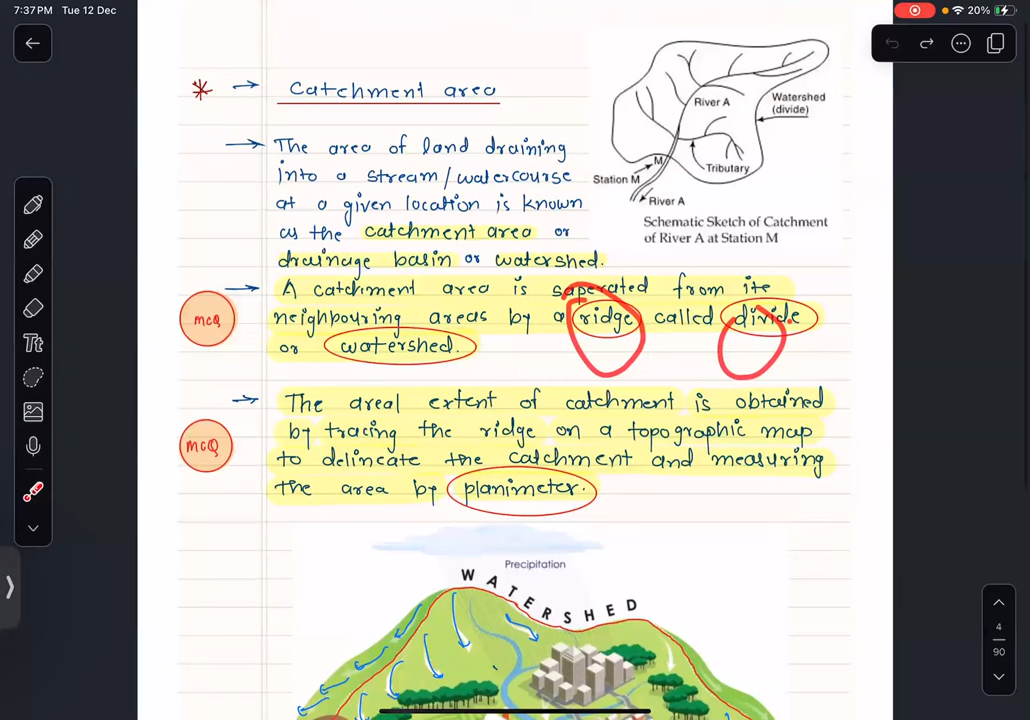 7:37PM Tue 12 Dec
20%
* → Catchment area
→ The area of land draining
into a stream/watercourse
at a given location is known
as the catchment area or
drainage basin or watershed.
→ A catchment area is saperated from its
mcQ
neighbouring areas by a ridge called divide
or watershed.
→ The areal extent of catchment is obtained
mcQ
by tracing the ridge on a topographic map
to delineate the catchment and measuring
the area by planimeter.
River A
Watershed
(divide)
M
Station M
Tributary
River A
Schematic Sketch of Catchment
of River A at Station M
Precipitation
WATERSHED
Tt
4
90